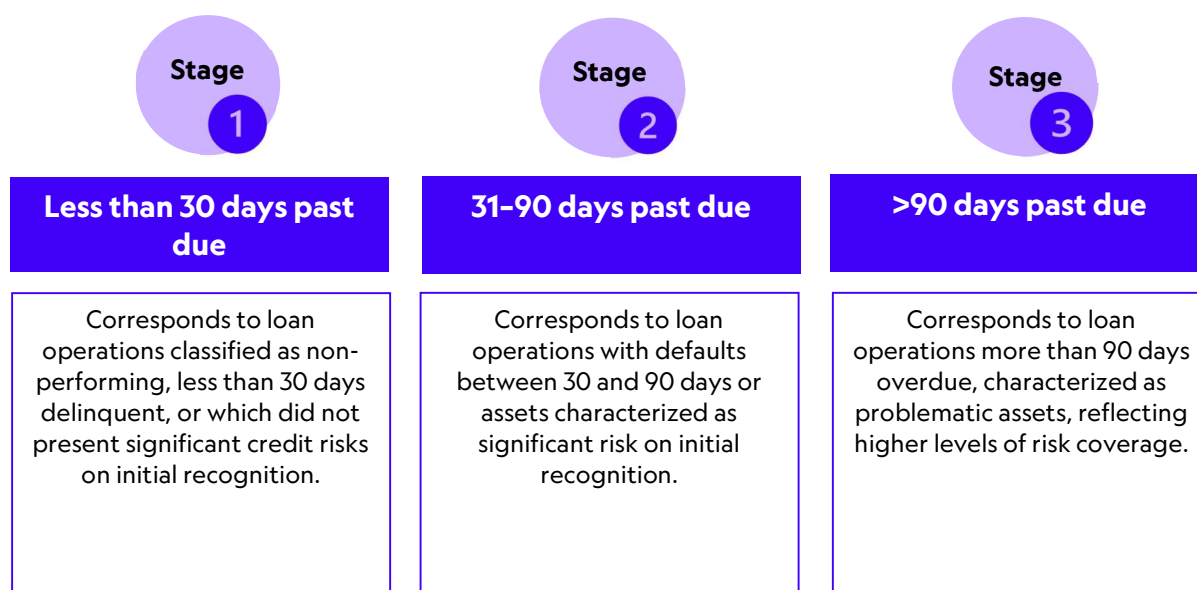 Stage
1
Less than 30 days past
due
Corresponds to loan
operations classified as non-
performing, less than 30 days
delinquent, or which did not
present significant credit risks
on initial recognition.
Stage
2
31-90 days past due
Corresponds to loan
operations with defaults
between 30 and 90 days or
assets characterized as
significant risk on initial
recognition.
Stage
3
>90 days past due
Corresponds to loan
operations more than 90 days
overdue, characterized as
problematic assets, reflecting
higher levels of risk coverage.